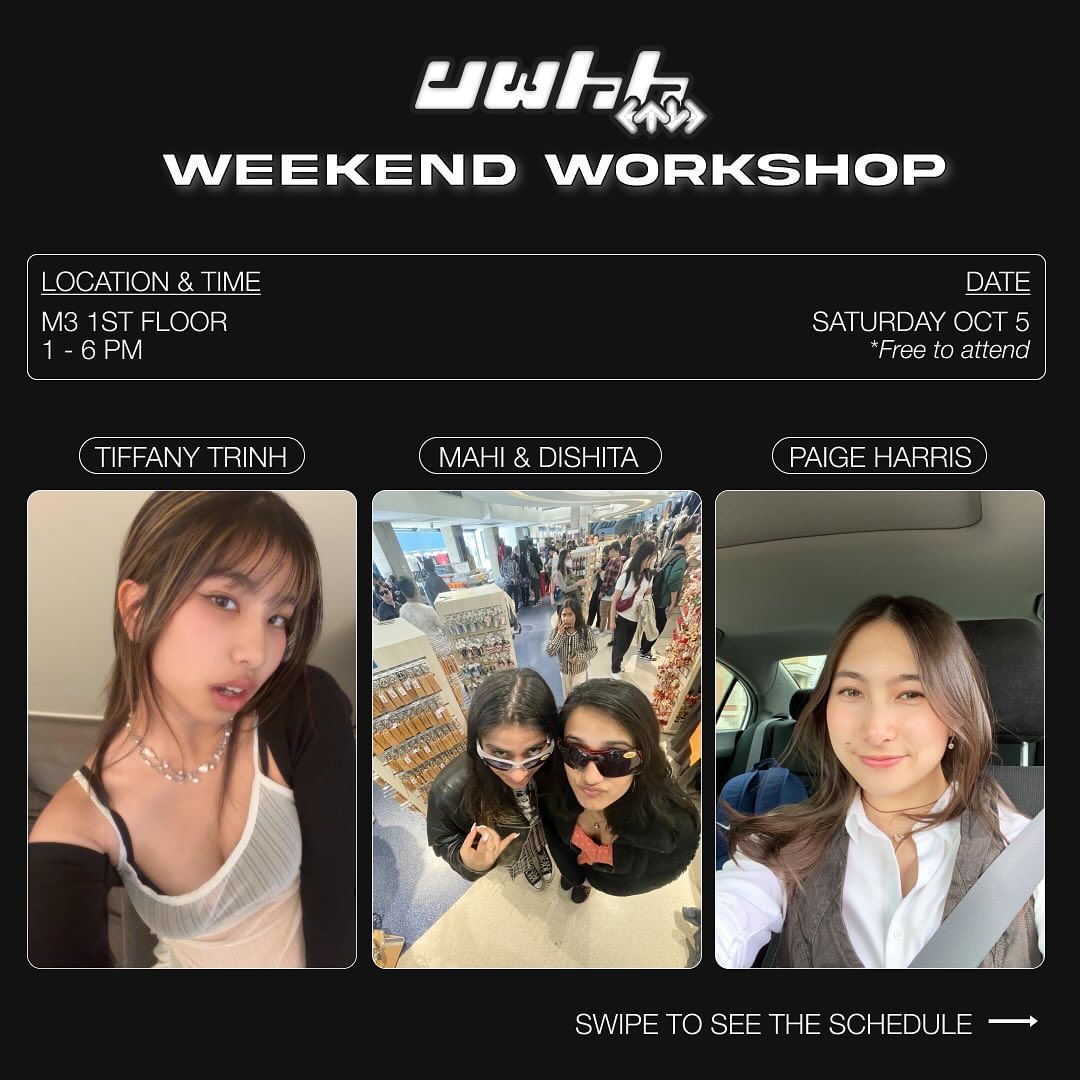 uwhh
WEEKEND WORKSHOP
LOCATION & TIME
M3 1ST FLOOR
1 - 6 PM
DATE
SATURDAY OCT 5
*Free to attend
TIFFANY TRINH
MAHI & DISHITA
PAIGE HARRIS
SWIPE TO SEE THE SCHEDULE